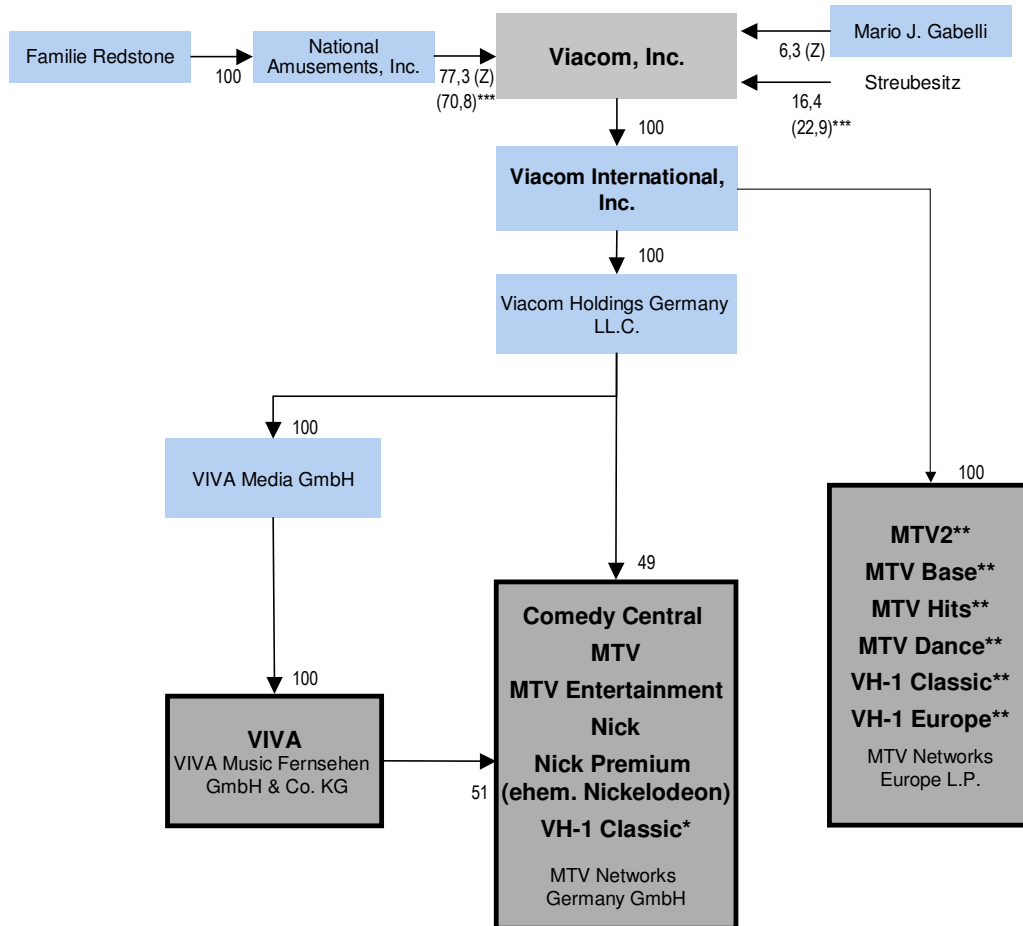 Familie Redstone
100
National
Amusements, Inc.
77,3 (Z)
(70,8)***
Viacom, Inc.
6,3 (Z)
Mario J. Gabelli
Streubesitz
16,4
(22,9)***
100
Viacom International,
Inc.
100
Viacom Holdings Germany
LL.C.
100
VIVA Media GmbH
100
VIVA
VIVA Music Fernsehen
GmbH & Co. KG
51
49
Comedy Central
MTV
MTV Entertainment
Nick
Nick Premium
(ehem. Nickelodeon)
VH-1 Classic*
MTV Networks
Germany GmbH
100
MTV2**
MTV Base**
MTV Hits**
MTV Dance**
VH-1 Classic**
VH-1 Europe**
MTV Networks
Europe L.P.